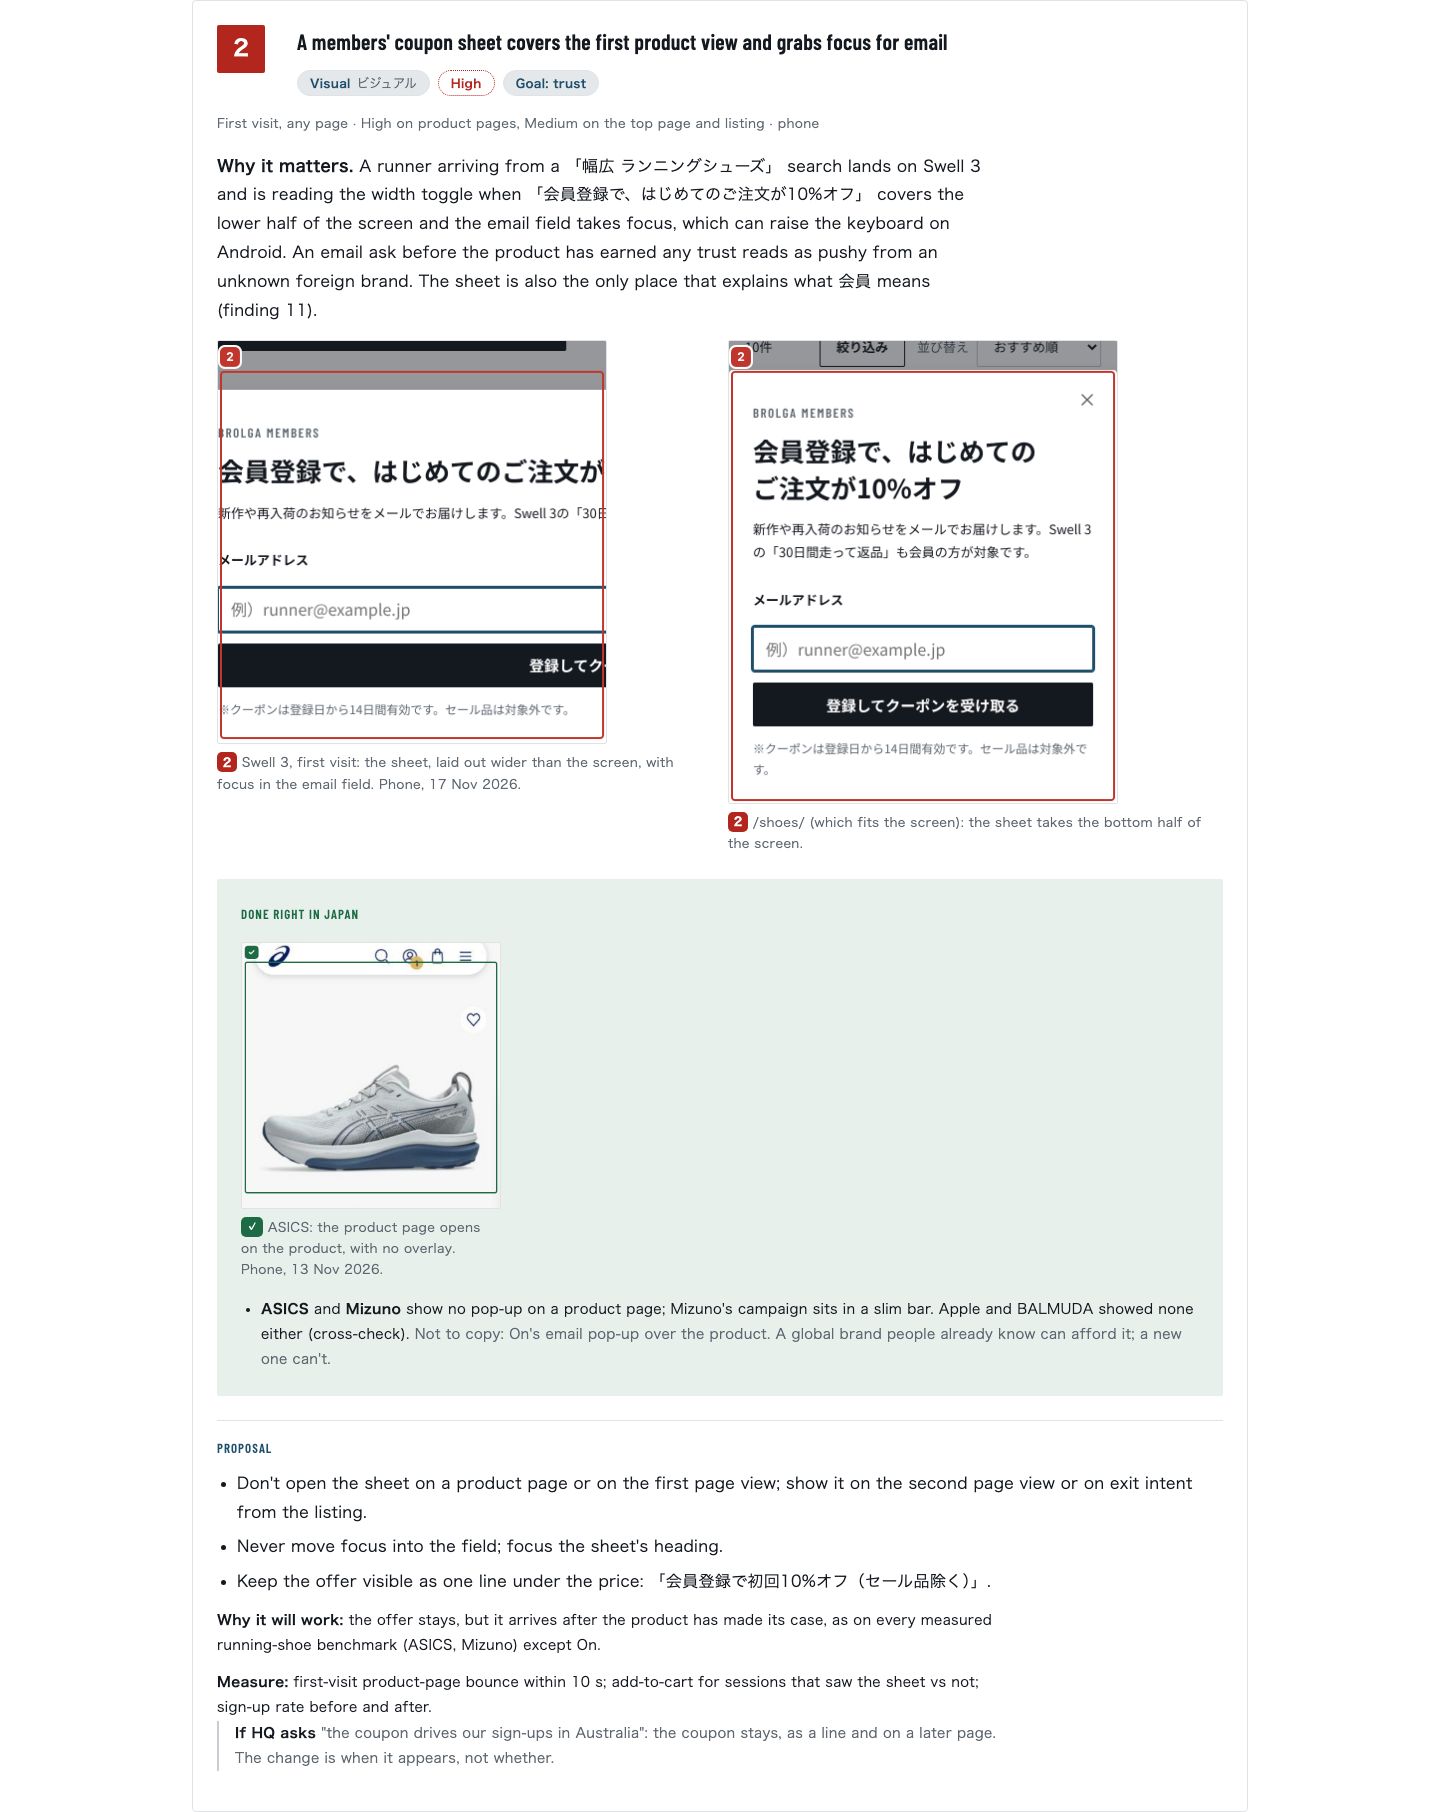 2
A members' coupon sheet covers the first product view and grabs focus for email
Visual ビジュアル
High
Goal: trust
First visit, any page · High on product pages, Medium on the top page and listing · phone
Why it matters. A runner arriving from a 「幅広 ランニングシューズ」 search lands on Swell 3
and is reading the width toggle when 「会員登録で、はじめてのご注文が10%オフ」 covers the
lower half of the screen and the email field takes focus, which can raise the keyboard on
Android. An email ask before the product has earned any trust reads as pushy from an
unknown foreign brand. The sheet is also the only place that explains what 会員 means
(finding 11).
2
BROLGA MEMBERS
会員登録で、はじめてのご注文が
新作や再入荷のお知らせをメールでお届けします。Swell 3の「30日
メールアドレス
例）runner@example.jp
登録してク
※クーポンは登録日から14日間有効です。セール品は対象外です。
2 Swell 3, first visit: the sheet, laid out wider than the screen, with
focus in the email field. Phone, 17 Nov 2026.
2
10件
絞り込み
並び替え
おすすめ順
BROLGA MEMBERS
会員登録で、はじめての
ご注文が10%オフ
新作や再入荷のお知らせをメールでお届けします。Swell 3
の「30日間走って返品」も会員の方が対象です。
メールアドレス
例）runner@example.jp
登録してクーポンを受け取る
※クーポンは登録日から14日間有効です。セール品は対象外で
す。
2 /shoes/ (which fits the screen): the sheet takes the bottom half of
the screen.
DONE RIGHT IN JAPAN
✓ ASICS: the product page opens
on the product, with no overlay.
Phone, 13 Nov 2026.
• ASICS and Mizuno show no pop-up on a product page; Mizuno's campaign sits in a slim bar. Apple and BALMUDA showed none
either (cross-check). Not to copy: On's email pop-up over the product. A global brand people already know can afford it; a new
one can't.
PROPOSAL
• Don't open the sheet on a product page or on the first page view; show it on the second page view or on exit intent
from the listing.
• Never move focus into the field; focus the sheet's heading.
• Keep the offer visible as one line under the price: 「会員登録で初回10%オフ（セール品除く）」.
Why it will work: the offer stays, but it arrives after the product has made its case, as on every measured
running-shoe benchmark (ASICS, Mizuno) except On.
Measure: first-visit product-page bounce within 10 s; add-to-cart for sessions that saw the sheet vs not;
sign-up rate before and after.
If HQ asks "the coupon drives our sign-ups in Australia": the coupon stays, as a line and on a later page.
The change is when it appears, not whether.